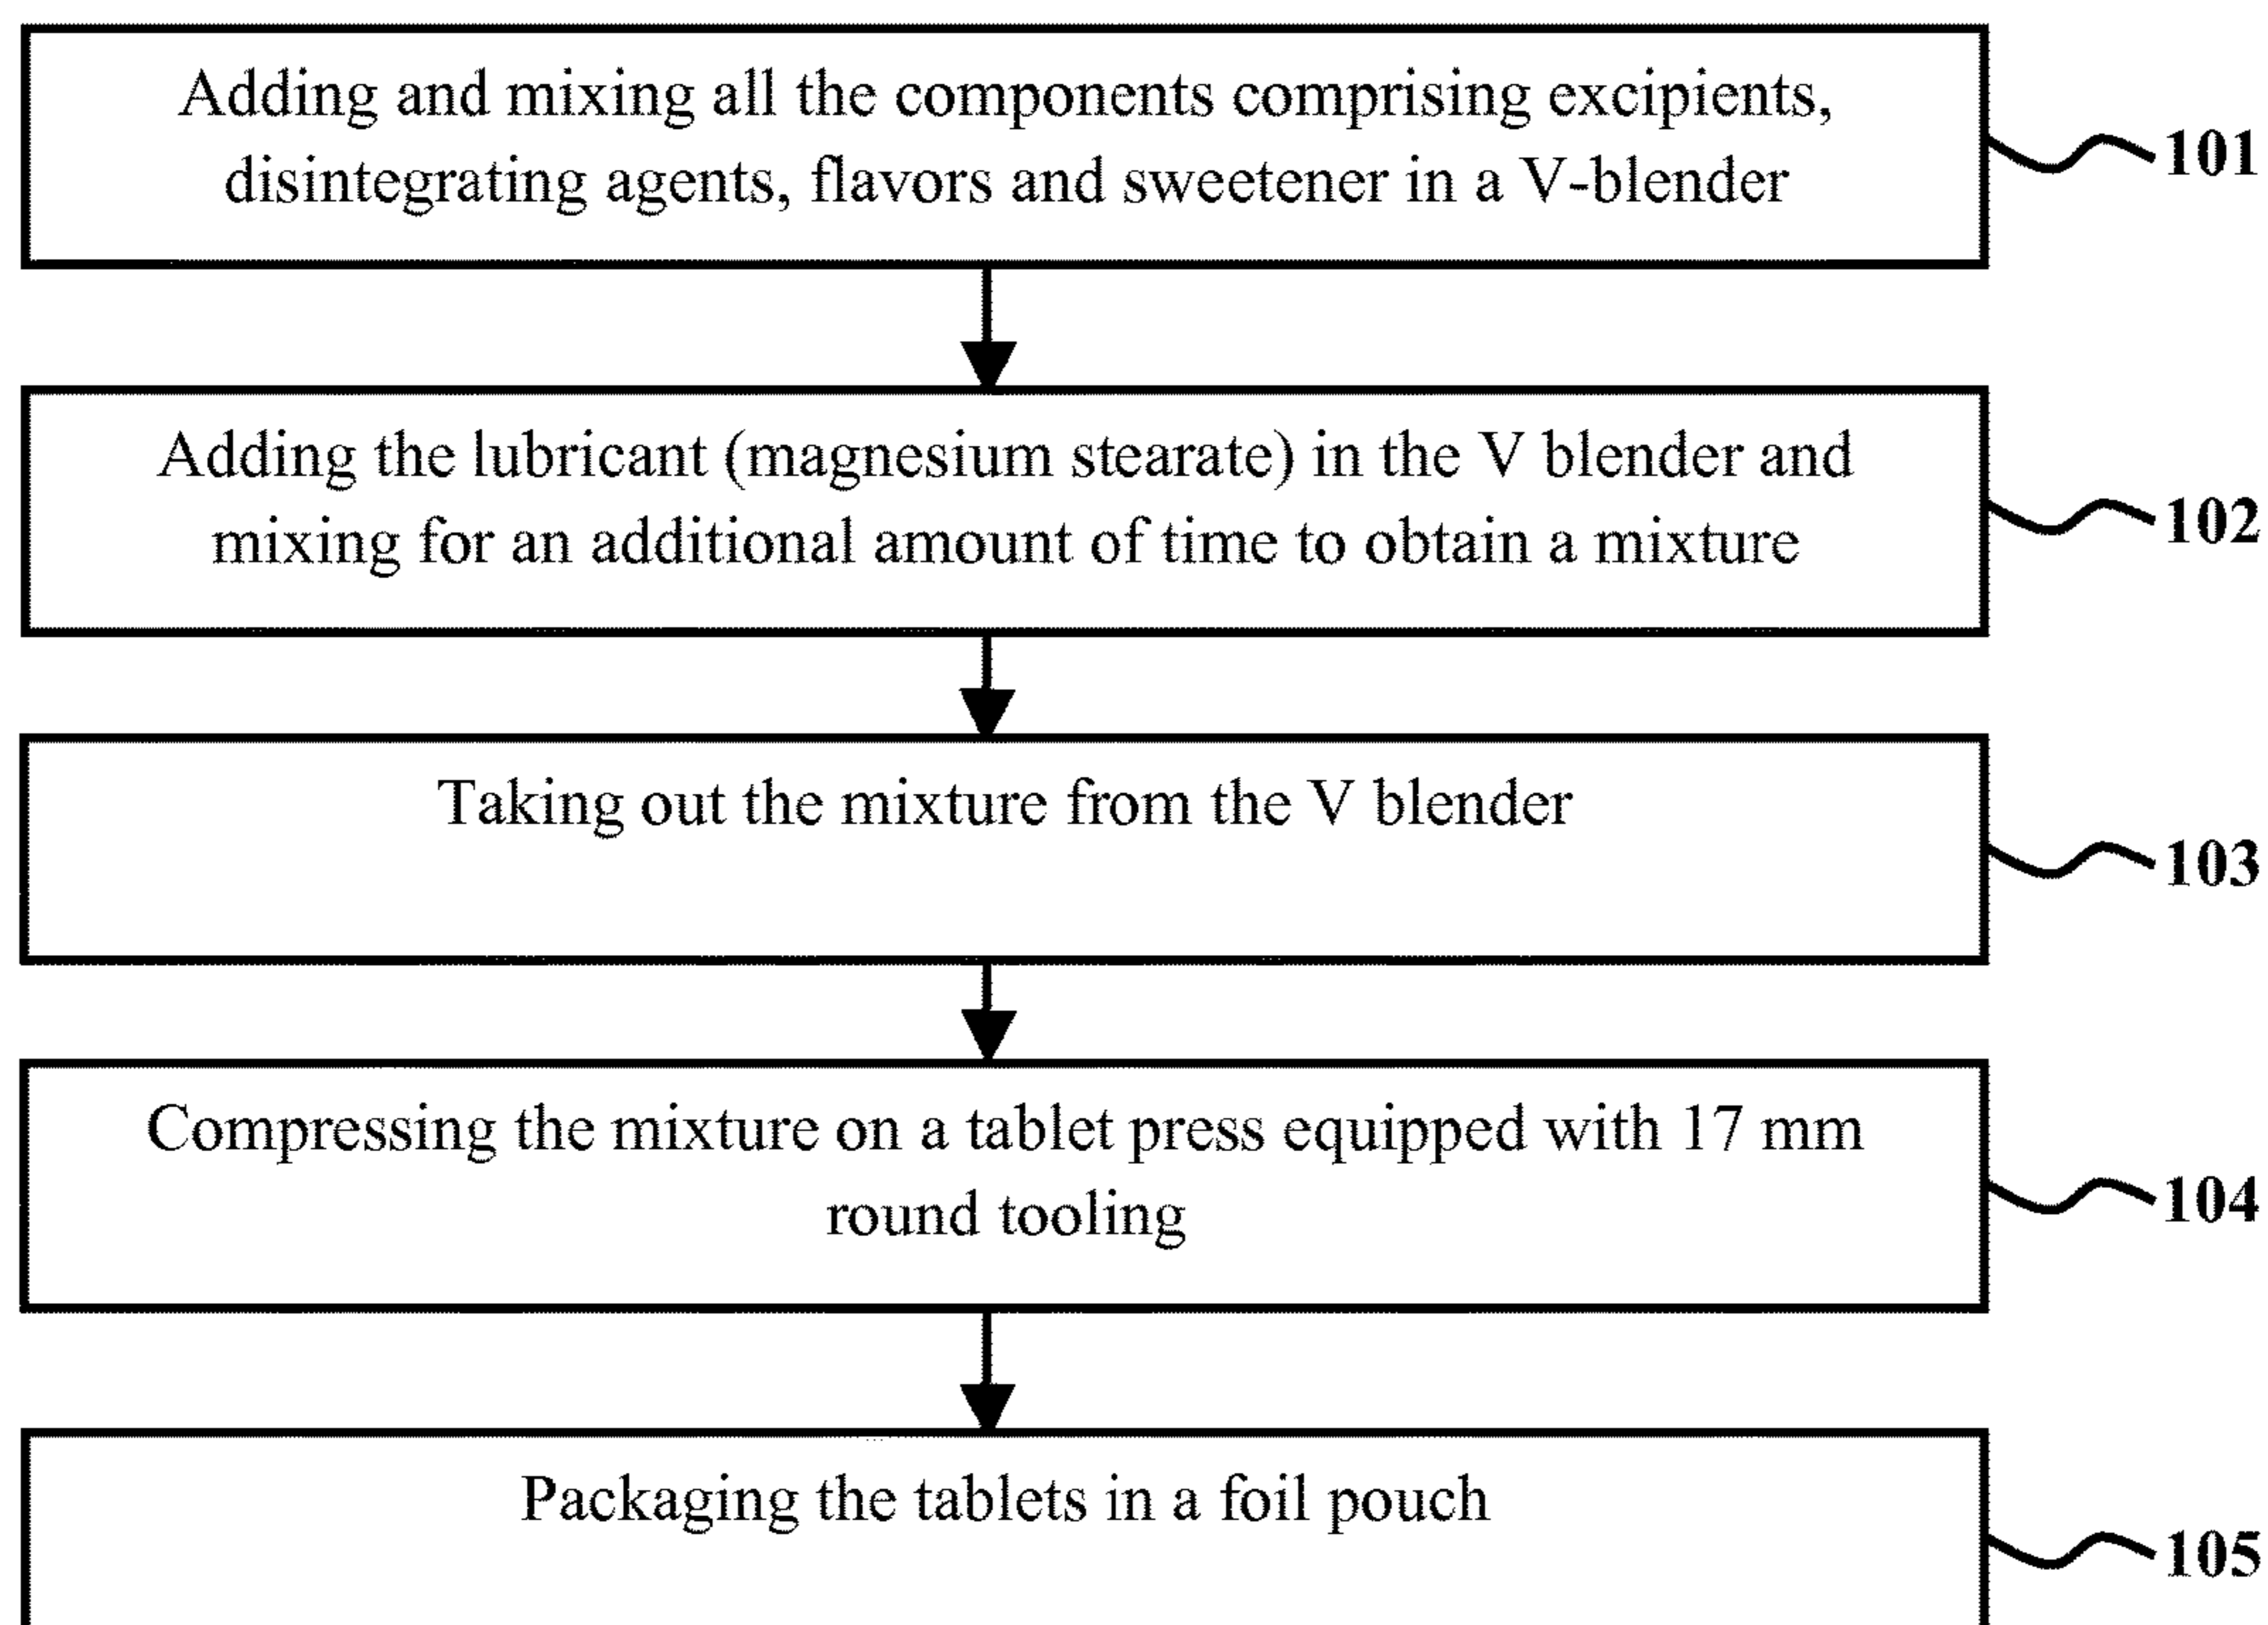 Adding and mixing all the components comprising excipients,
disintegrating agents, flavors and sweetener in a V-blender
101
Adding the lubricant (magnesium stearate) in the V blender and
mixing for an additional amount of time to obtain a mixture
102
Taking out the mixture from the V blender
103
Compressing the mixture on a tablet press equipped with 17 mm
round tooling
104
Packaging the tablets in a foil pouch
105